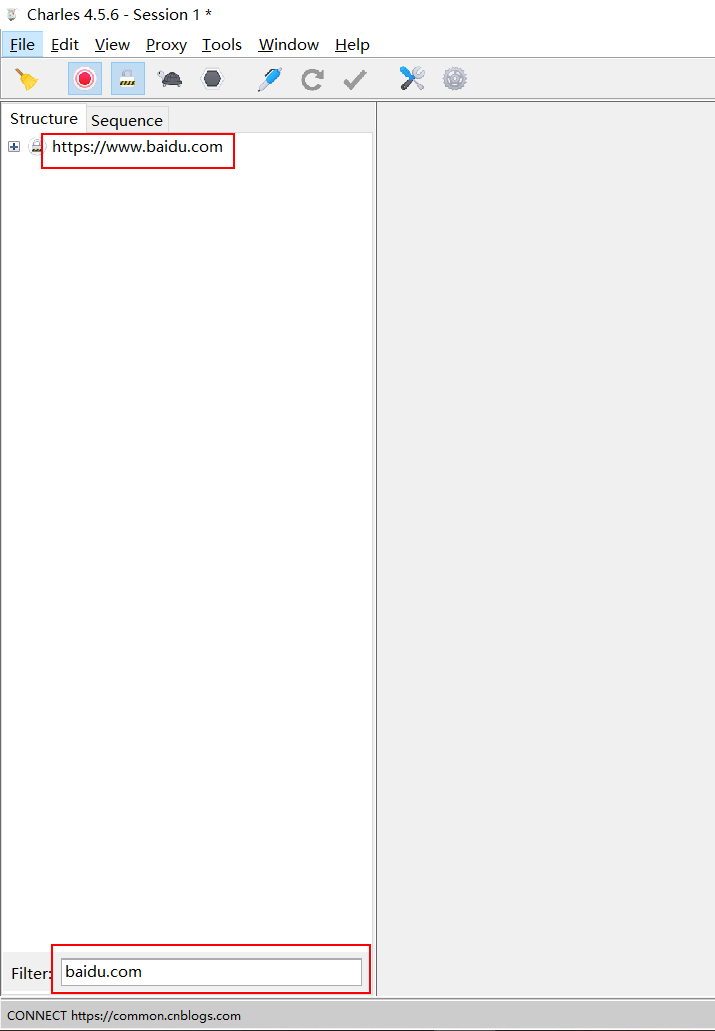 Charles 4.5.6 - Session 1 *
File Edit View Proxy Tools Window Help
Structure Sequence
https://www.baidu.com
Filter: baidu.com
CONNECT https://common.cnblogs.com